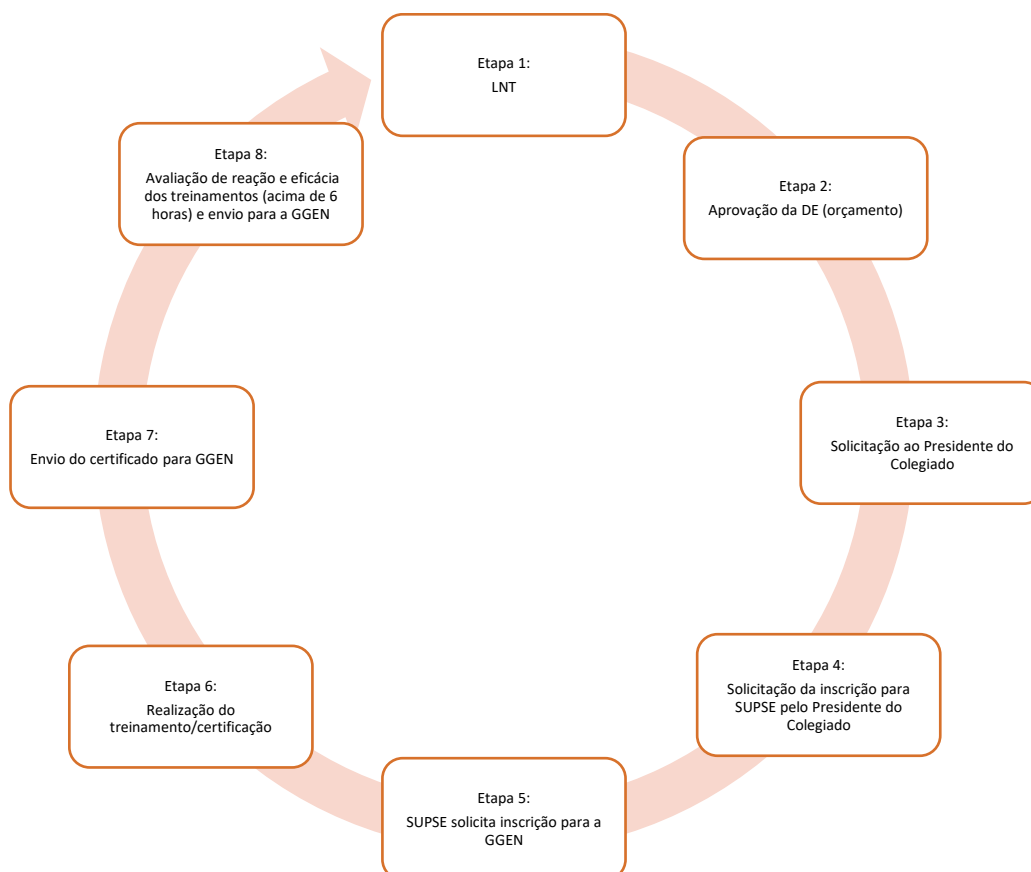 Etapa 1:
LNT
Etapa 2:
Aprovação da DE (orçamento)
Etapa 3:
Solicitação ao Presidente do
Colegiado
Etapa 4:
Solicitação da inscrição para
SUPSE pelo Presidente do
Colegiado
Etapa 5:
SUPSE solicita inscrição para a
GGEN
Etapa 6:
Realização do
treinamento/certificação
Etapa 7:
Envio do certificado para GGEN
Etapa 8:
Avaliação de reação e eficácia
dos treinamentos (acima de 6
horas) e envio para a GGEN